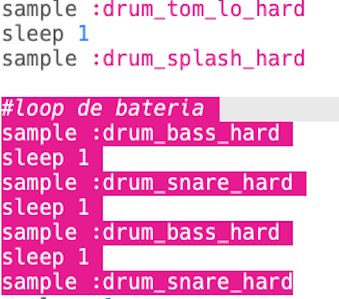 sample :drum_tom_lo_hard
sleep 1
sample :drum_splash_hard
#loop de bateria
sample :drum_bass_hard
sleep 1
sample :drum_snare_hard
sleep 1
sample :drum_bass_hard
sleep 1
sample :drum_snare_hard